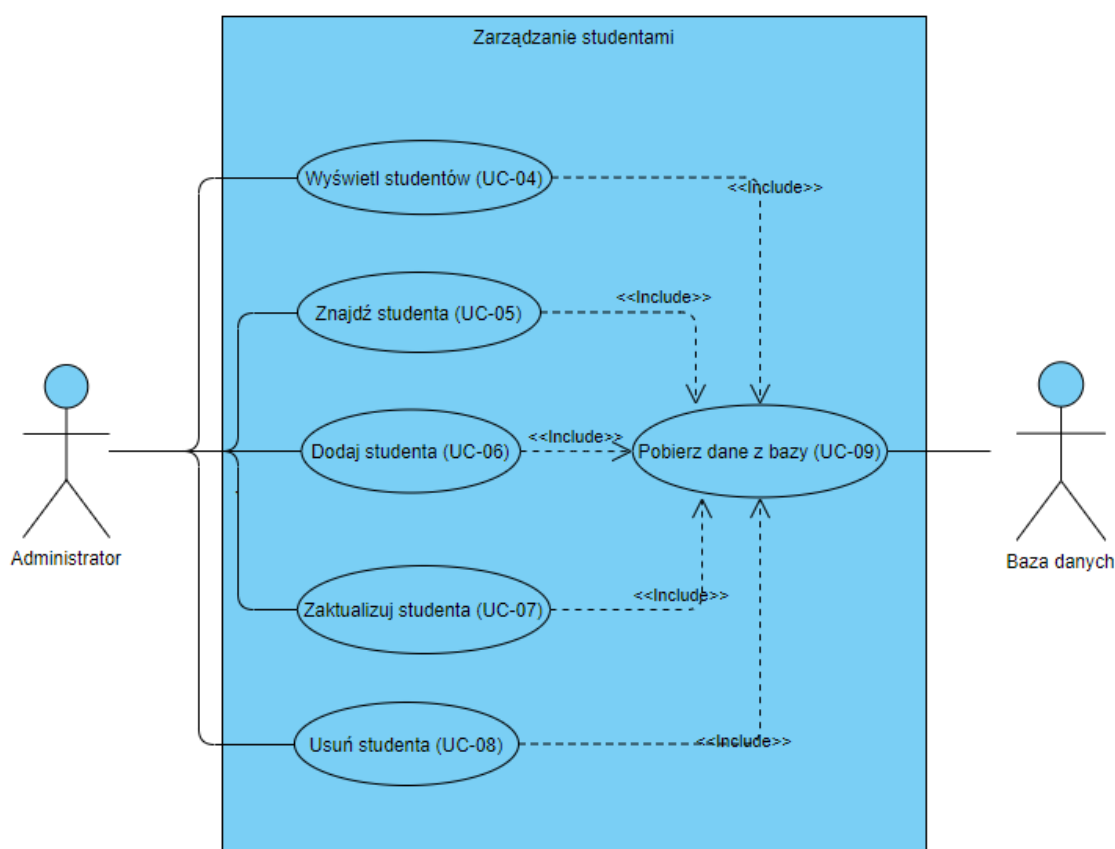 Zarządzanie studentami
Wyświetl studentów (UC-04)
<<Include>>
Znajdź studenta (UC-05)
<<Include>>
Dodaj studenta (UC-06)
<<Include>>
Pobierz dane z bazy (UC-09)
Administrator
Baza danych
Zaktualizuj studenta (UC-07)
<<Include>>
Usuń studenta (UC-08)
<<Include>>